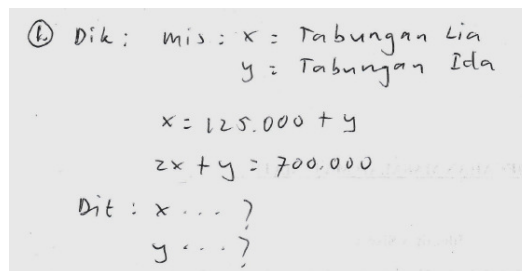 1. Dik : mis : x = Tabungan Lia
y = Tabungan Ida
x = 125.000 + y
2x + y = 700.000
Dit : x ... ?
y ... ?